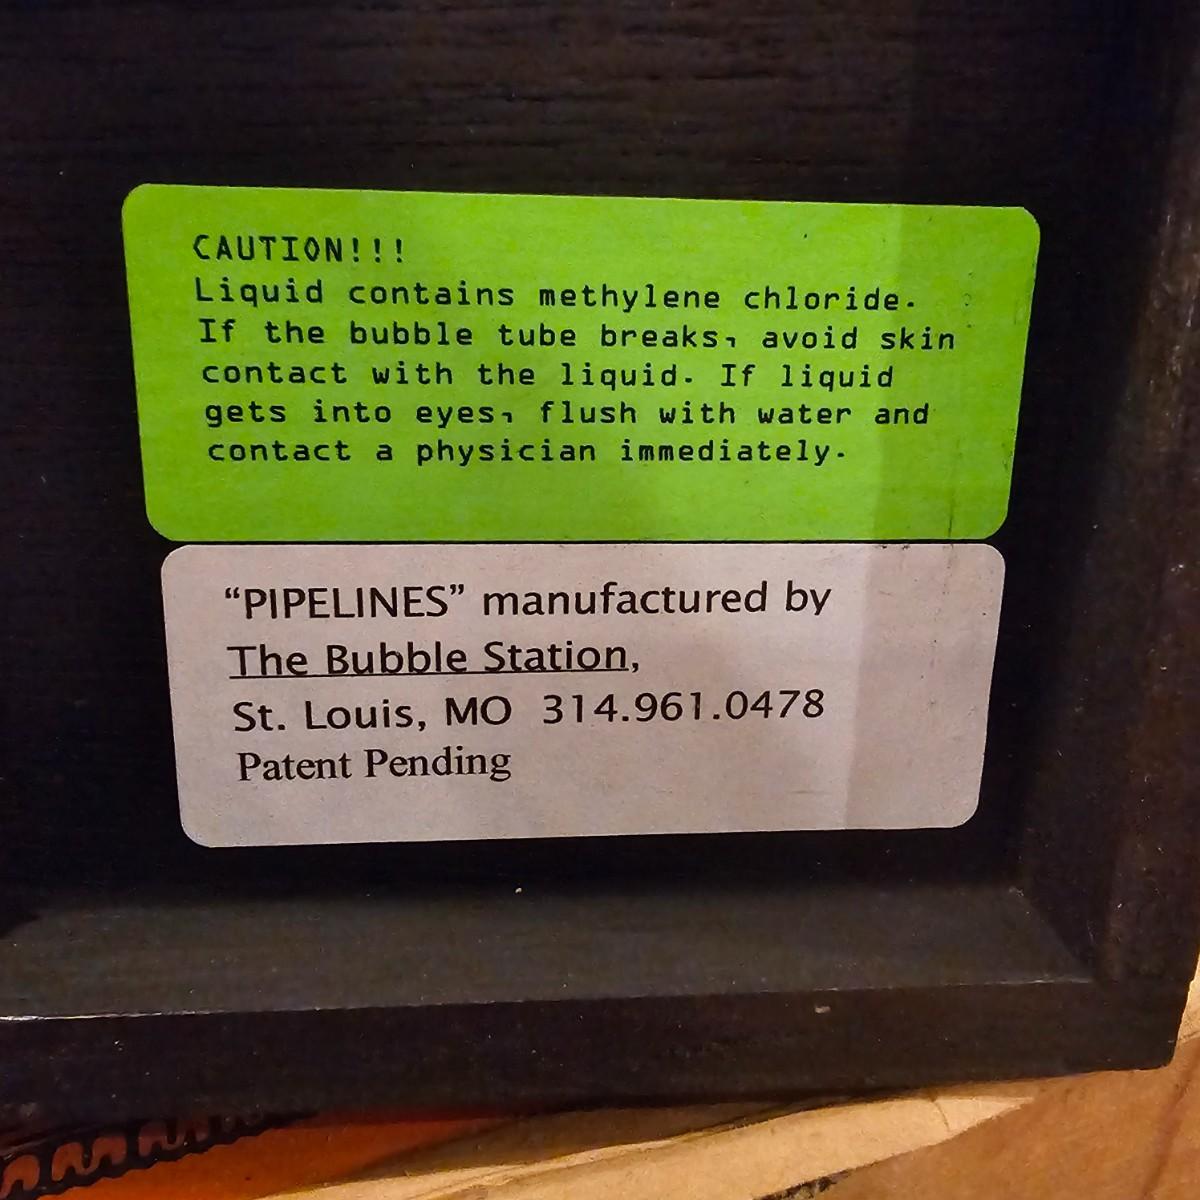 CAUTION!!!
Liquid contains methylene chloride.
If the bubble tube breaks, avoid skin
contact with the liquid. If liquid
gets into eyes, flush with water and
contact a physician immediately.
“PIPELINES” manufactured by
The Bubble Station,
St. Louis, MO 314.961.0478
Patent Pending